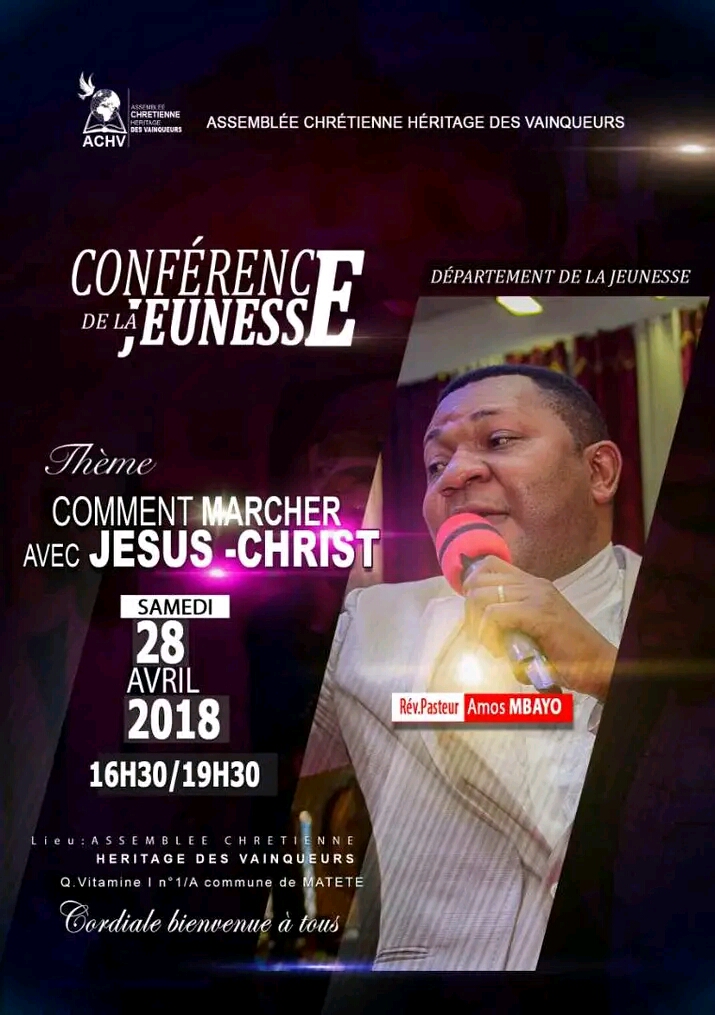 ASSEMBLÉE
CHRETIENNE
HERITAGE
DES VAINQUEURS
ACHV
ASSEMBLÉE CHRÉTIENNE HÉRITAGE DES VAINQUEURS
CONFÉRENCE
DE LA JEUNESSE
DÉPARTEMENT DE LA JEUNESSE
Thème
COMMENT MARCHER
AVEC JESUS -CHRIST
SAMEDI
28
AVRIL
2018
16H30/19H30
Rév.Pasteur Amos MBAYO
Lieu:ASSEMBLEE CHRETIENNE
HERITAGE DES VAINQUEURS
Q.Vitamine I n°1/A commune de MATETE
Cordiale bienvenue à tous